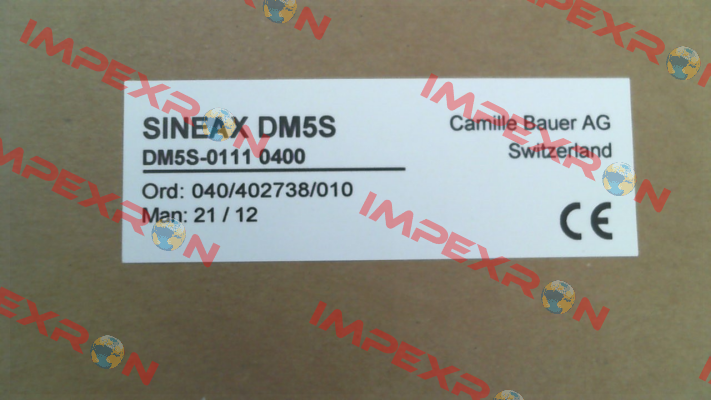 SINEAX DM5S
DM5S-0111 0400
Ord: 040/402738/010
Man: 21 / 12
Camille Bauer AG
Switzerland
CE
IMPEXRON
IMPEXRON
IMPEXRON
IMPEXRON
IMPEXRON
IMPEXRON